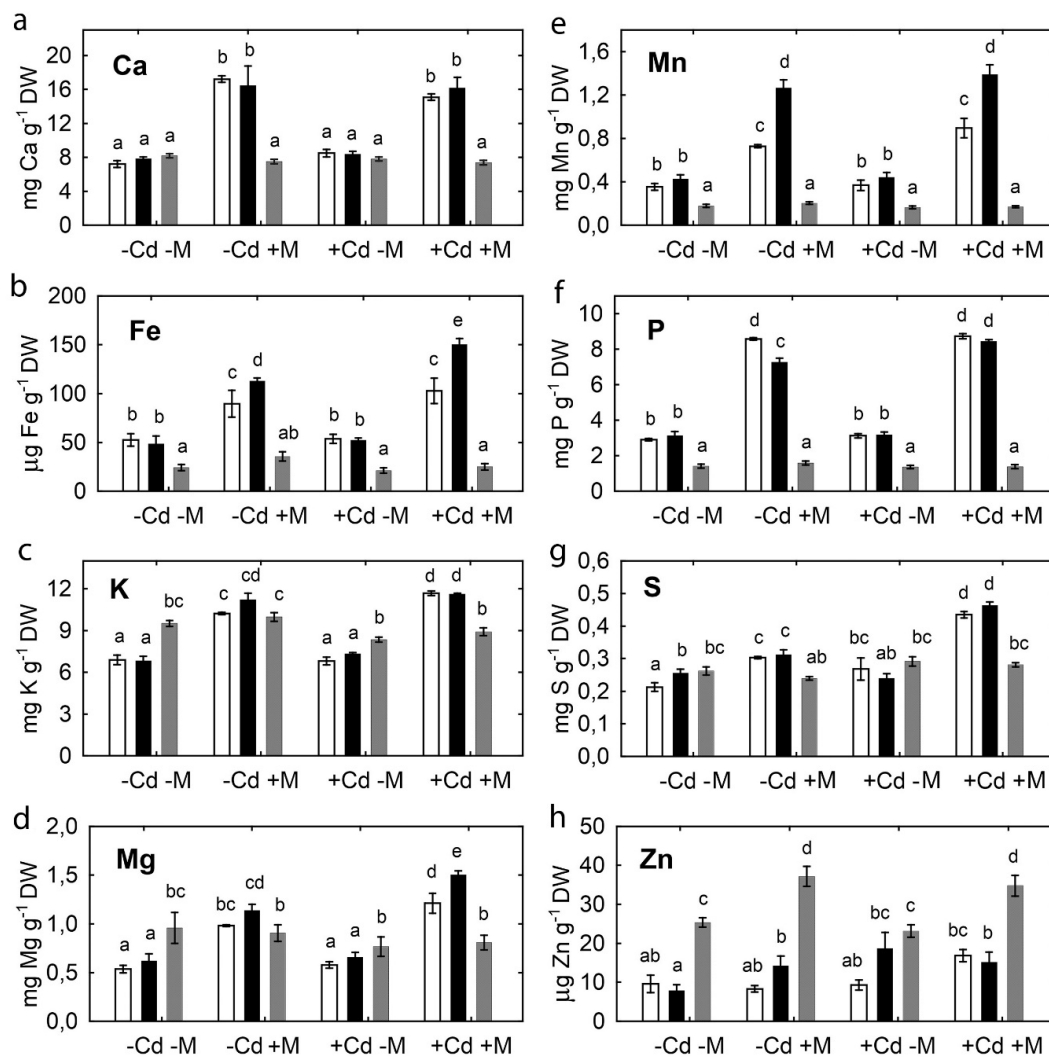 a
Ca
mg Ca g⁻¹ DW
20
16
12
8
4
0
a a a b b a a a a b b a
-Cd -M -Cd +M +Cd -M +Cd +M
b
Fe
µg Fe g⁻¹ DW
200
150
100
50
0
b b a c d ab b b a c e a
-Cd -M -Cd +M +Cd -M +Cd +M
c
K
mg K g⁻¹ DW
12
9
6
3
0
a a bc c cd c a a b d d b
-Cd -M -Cd +M +Cd -M +Cd +M
d
Mg
mg Mg g⁻¹ DW
2,0
1,5
1,0
0,5
0,0
a a bc bc cd b a a b d e b
-Cd -M -Cd +M +Cd -M +Cd +M
e
Mn
mg Mn g⁻¹ DW
1,6
1,2
0,8
0,4
0,0
b b a c d a b b a c d a
-Cd -M -Cd +M +Cd -M +Cd +M
f
P
mg P g⁻¹ DW
10
8
6
4
2
0
b b a d c a b b a d d a
-Cd -M -Cd +M +Cd -M +Cd +M
g
S
mg S g⁻¹ DW
0,6
0,5
0,4
0,3
0,2
0,1
0,0
a b bc c c ab bc ab bc d d bc
-Cd -M -Cd +M +Cd -M +Cd +M
h
Zn
µg Zn g⁻¹ DW
50
40
30
20
10
0
ab a c ab b d ab bc c bc b d
-Cd -M -Cd +M +Cd -M +Cd +M